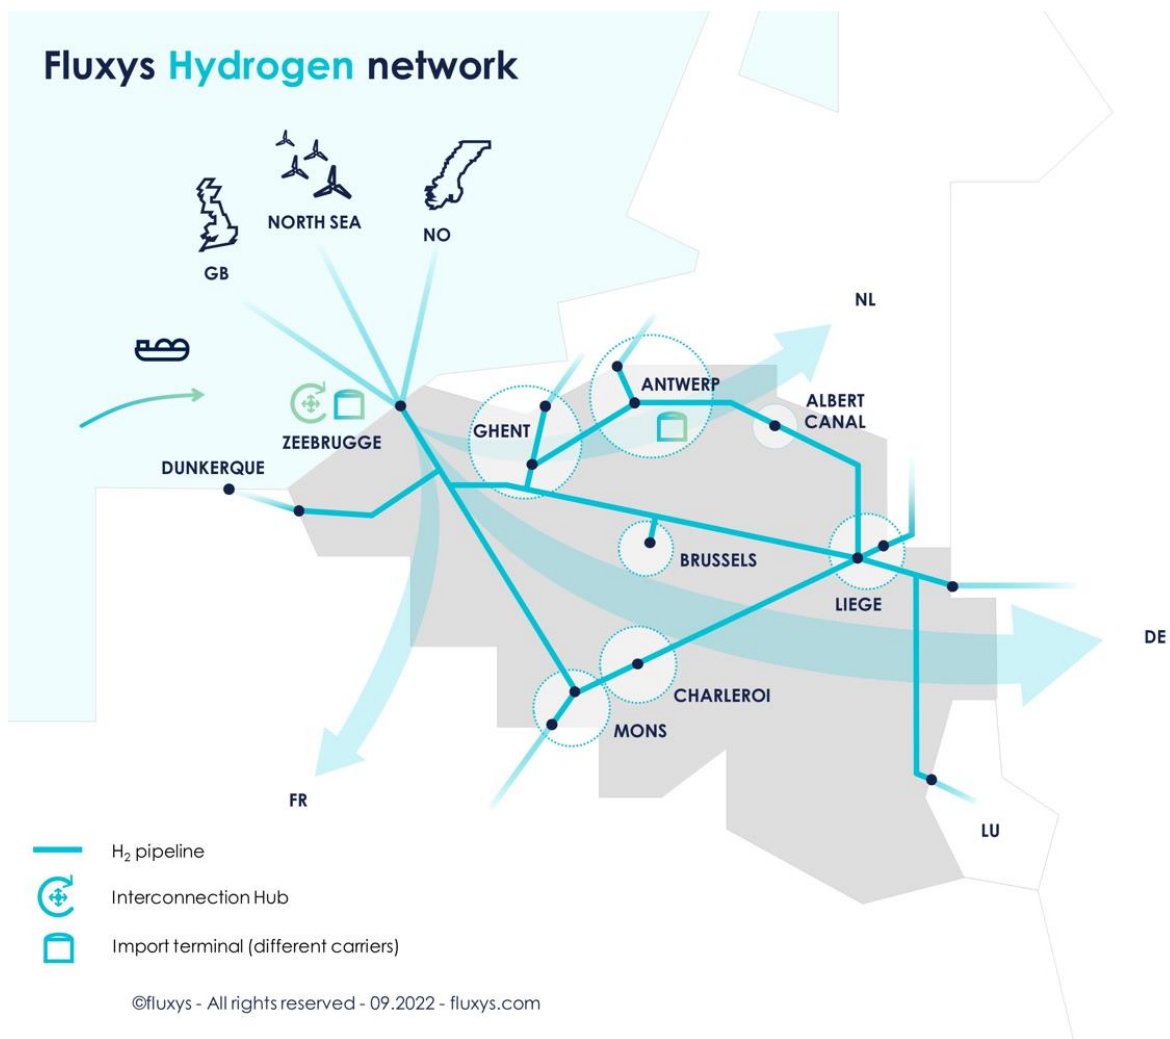 Fluxys Hydrogen network
NORTH SEA
NO
GB
NL
ANTWERP
ALBERT
CANAL
GHENT
ZEEBRUGGE
DUNKERQUE
BRUSSELS
LIEGE
DE
CHARLEROI
MONS
FR
LU
H₂ pipeline
Interconnection Hub
Import terminal (different carriers)
©fluxys - All rights reserved - 09.2022 - fluxys.com